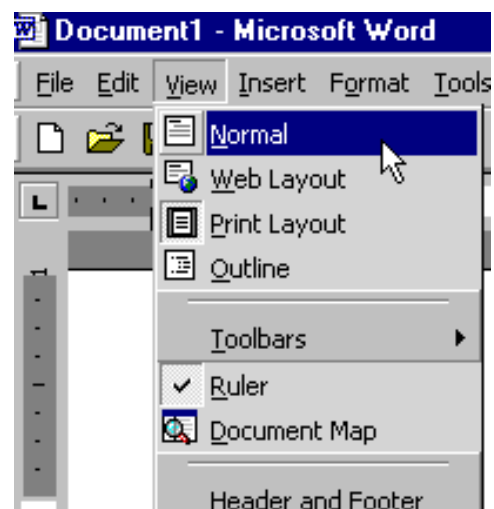 Document1 - Microsoft Word
File Edit View Insert Format Tools
Normal
Web Layout
L
Print Layout
Outline
1
Toolbars
Ruler
Document Map
Header and Footer